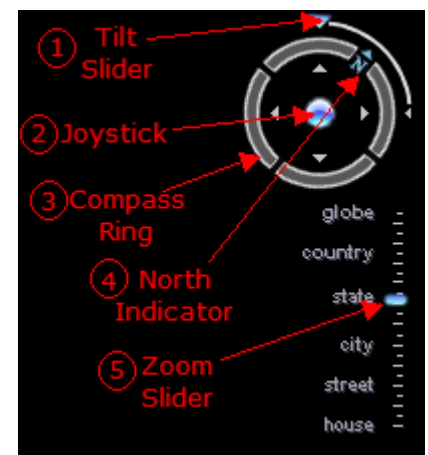 1 Tilt
Slider
N
2 Joystick
3 Compass
Ring
globe
country
4 North
Indicator
state
city
5 Zoom
Slider
street
house